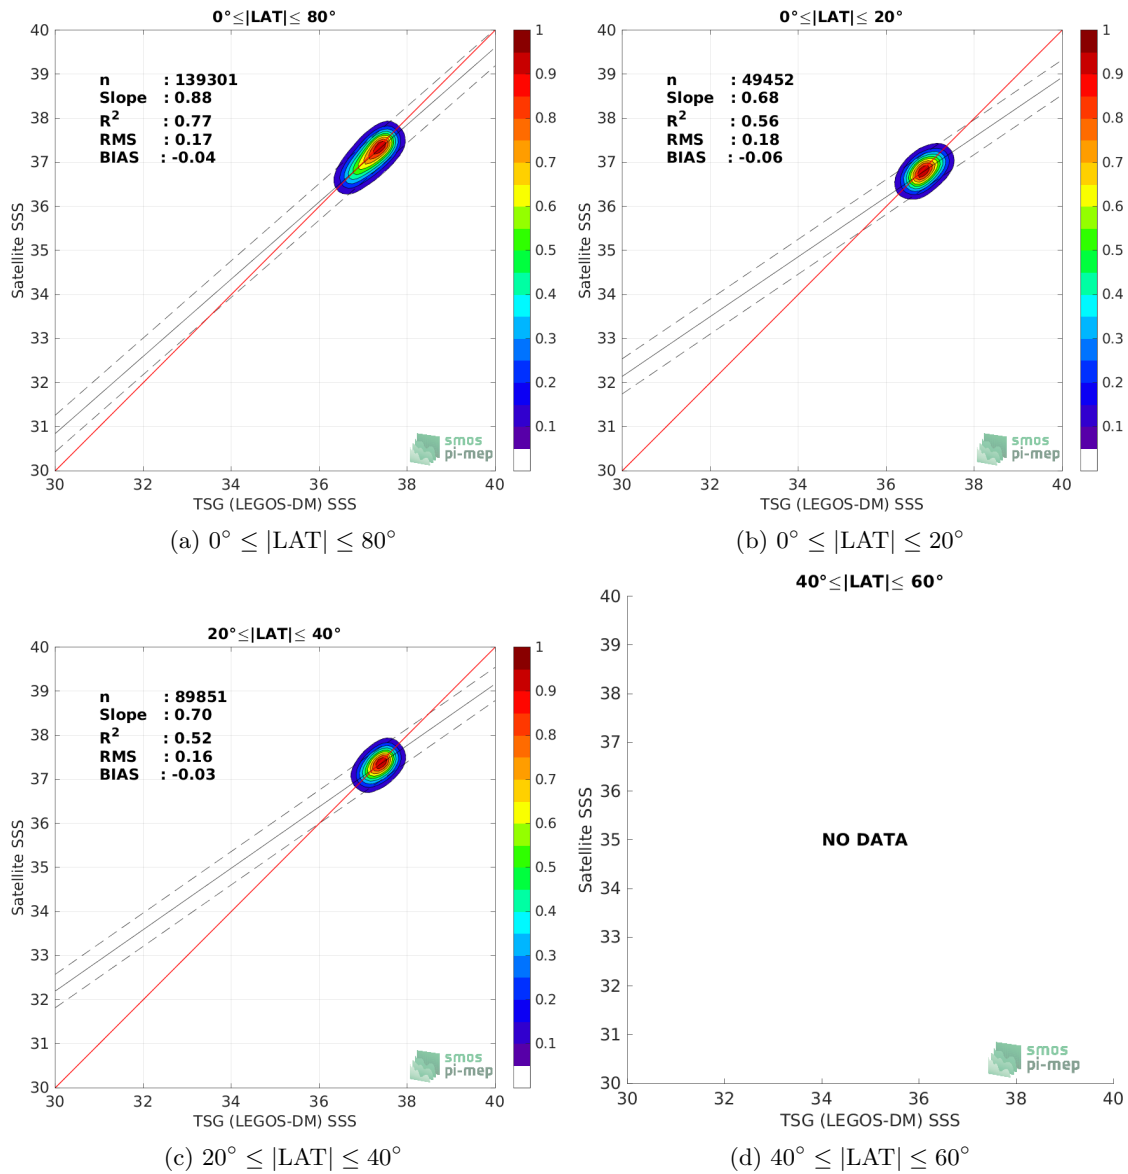 0°≤|LAT|≤ 80°
40
39
38
37
36
35
34
33
32
31
30
Satellite SSS
n : 139301
Slope : 0.88
R2 : 0.77
RMS : 0.17
BIAS : -0.04
smos
pi-mep
30 32 34 36 38 40
TSG (LEGOS-DM) SSS
1
0.9
0.8
0.7
0.6
0.5
0.4
0.3
0.2
0.1
(a) 0° ≤ |LAT| ≤ 80°
0°≤|LAT|≤ 20°
40
39
38
37
36
35
34
33
32
31
30
Satellite SSS
n : 49452
Slope : 0.68
R2 : 0.56
RMS : 0.18
BIAS : -0.06
smos
pi-mep
30 32 34 36 38 40
TSG (LEGOS-DM) SSS
1
0.9
0.8
0.7
0.6
0.5
0.4
0.3
0.2
0.1
(b) 0° ≤ |LAT| ≤ 20°
20°≤|LAT|≤ 40°
40
39
38
37
36
35
34
33
32
31
30
Satellite SSS
n : 89851
Slope : 0.70
R2 : 0.52
RMS : 0.16
BIAS : -0.03
smos
pi-mep
30 32 34 36 38 40
TSG (LEGOS-DM) SSS
1
0.9
0.8
0.7
0.6
0.5
0.4
0.3
0.2
0.1
(c) 20° ≤ |LAT| ≤ 40°
40°≤|LAT|≤ 60°
40
39
38
37
36
35
34
33
32
31
30
Satellite SSS
NO DATA
smos
pi-mep
30 32 34 36 38 40
TSG (LEGOS-DM) SSS
(d) 40° ≤ |LAT| ≤ 60°